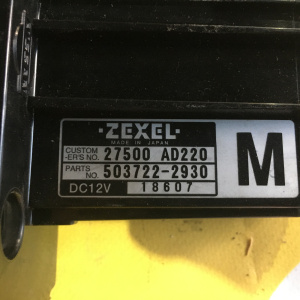 ·ZEXEL·
MADE IN JAPAN
CUSTOM -ER'S NO. 27500 AD220
PARTS NO. 503722-2930
DC12V 18607
M